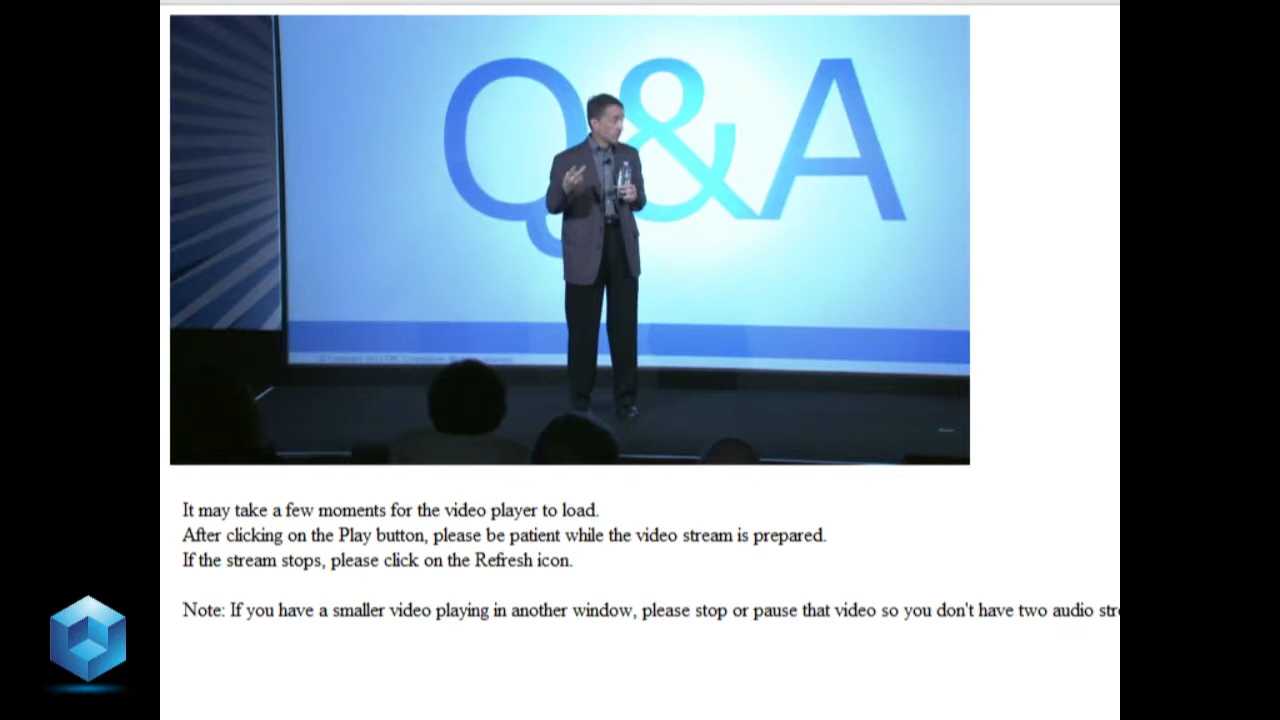 Q&A
It may take a few moments for the video player to load.
After clicking on the Play button, please be patient while the video stream is prepared.
If the stream stops, please click on the Refresh icon.
Note: If you have a smaller video playing in another window, please stop or pause that video so you don't have two audio